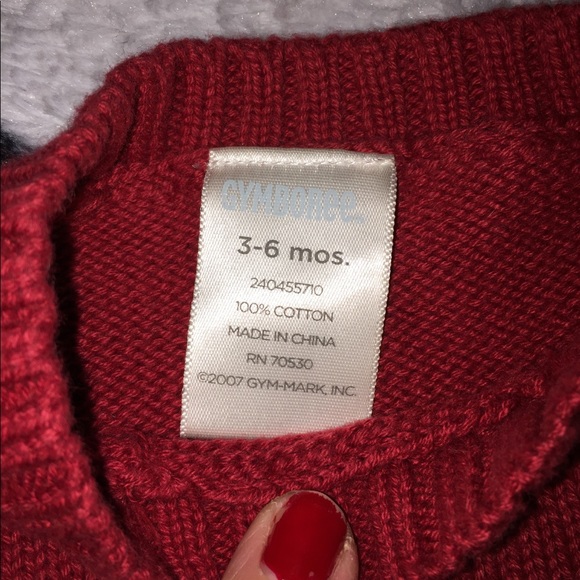 GYMBOREE
3-6 mos.
240455710
100% COTTON
MADE IN CHINA
RN 70530
©2007 GYM-MARK, INC.